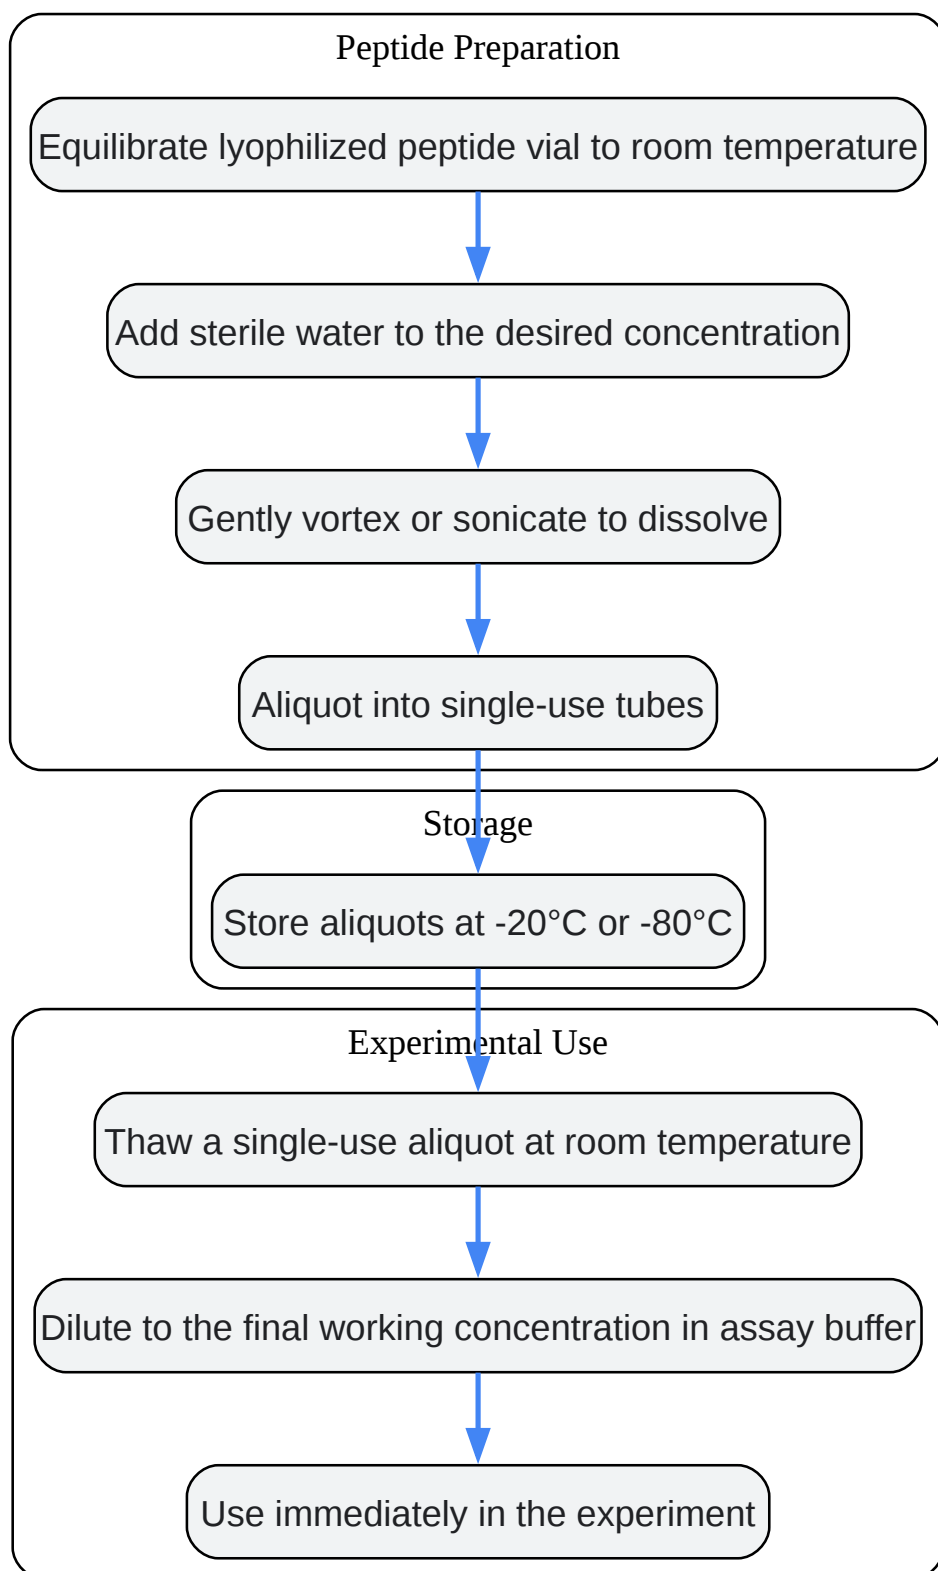 Peptide Preparation
Equilibrate lyophilized peptide vial to room temperature
Add sterile water to the desired concentration
Gently vortex or sonicate to dissolve
Aliquot into single-use tubes
Storage
Store aliquots at -20°C or -80°C
Experimental Use
Thaw a single-use aliquot at room temperature
Dilute to the final working concentration in assay buffer
Use immediately in the experiment